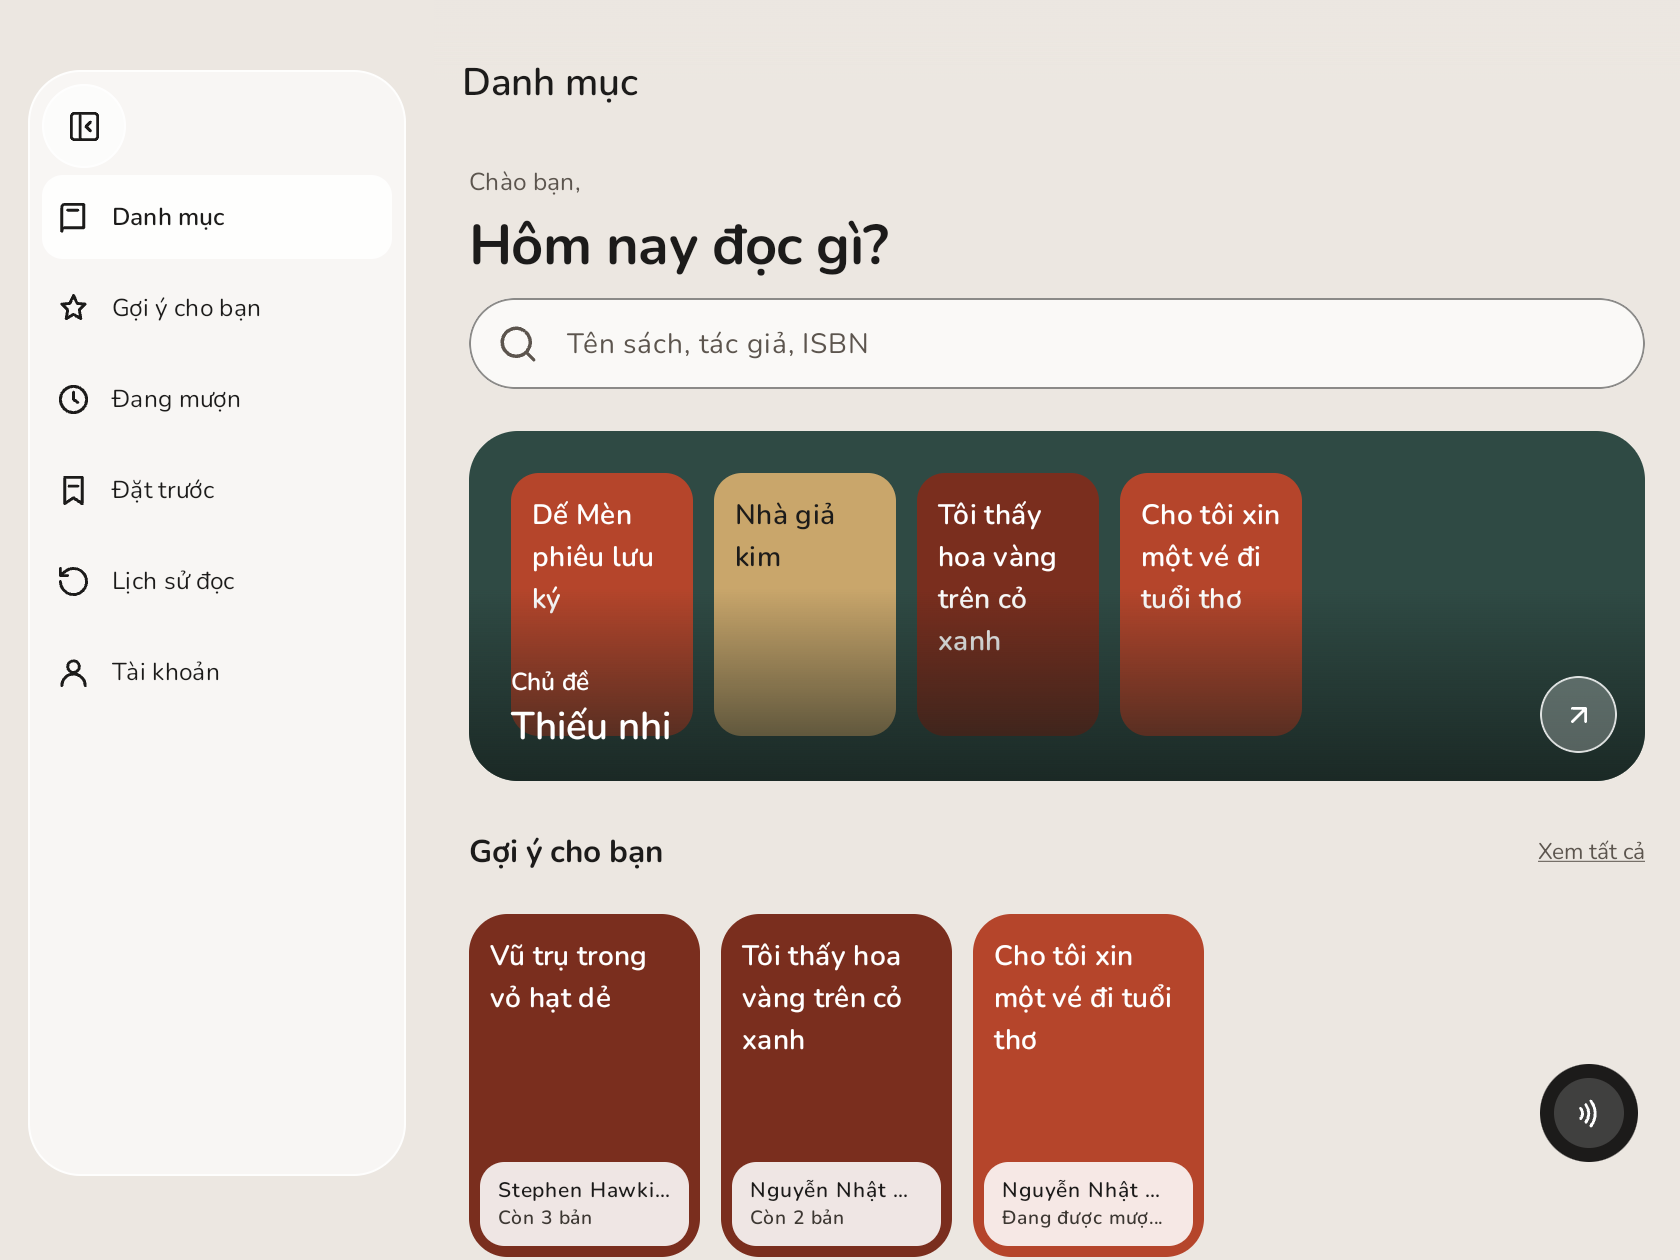 Danh mục
Gợi ý cho bạn
Đang mượn
Đặt trước
Lịch sử đọc
Tài khoản
Danh mục
Chào bạn,
Hôm nay đọc gì?
Tên sách, tác giả, ISBN
Dế Mèn
phiêu lưu
ký
Nhà giả
kim
Tôi thấy
hoa vàng
trên cỏ
xanh
Cho tôi xin
một vé đi
tuổi thơ
Chủ đề
Thiếu nhi
Gợi ý cho bạn
Xem tất cả
Vũ trụ trong
vỏ hạt dẻ
Stephen Hawki...
Còn 3 bản
Tôi thấy hoa
vàng trên cỏ
xanh
Nguyễn Nhật ...
Còn 2 bản
Cho tôi xin
một vé đi tuổi
thơ
Nguyễn Nhật ...
Đang được mượ...